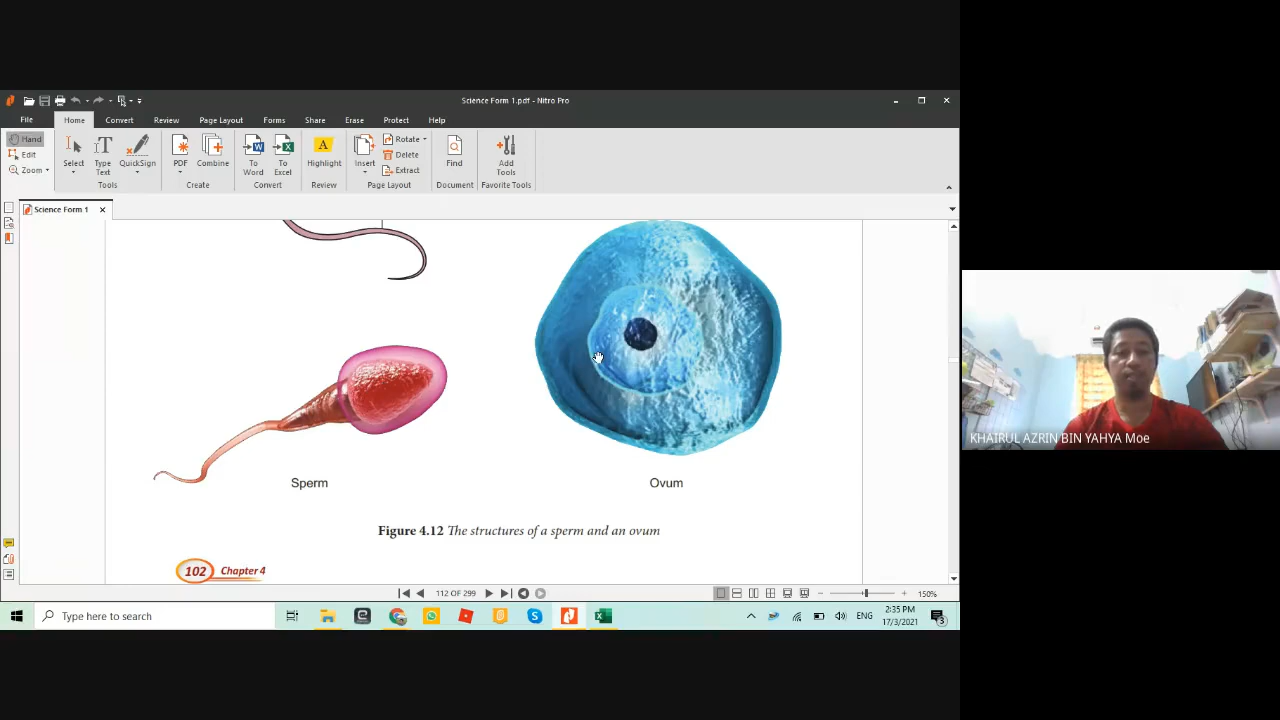 Science Form 1.pdf - Nitro Pro
File Home Convert Review Page Layout Forms Share Erase Protect Help
Hand
Edit
Zoom
Select
Type Text
QuickSign
Tools
PDF
Combine
Create
To Word
To Excel
Convert
Highlight
Review
Insert
Rotate
Delete
Extract
Page Layout
Find
Document
Add Tools
Favorite Tools
Science Form 1
Sperm
Ovum
Figure 4.12 The structures of a sperm and an ovum
102 Chapter 4
112 OF 299
150%
Type here to search
ENG
2:35 PM
17/3/2021
3
KHAIRUL AZRIN BIN YAHYA Moe